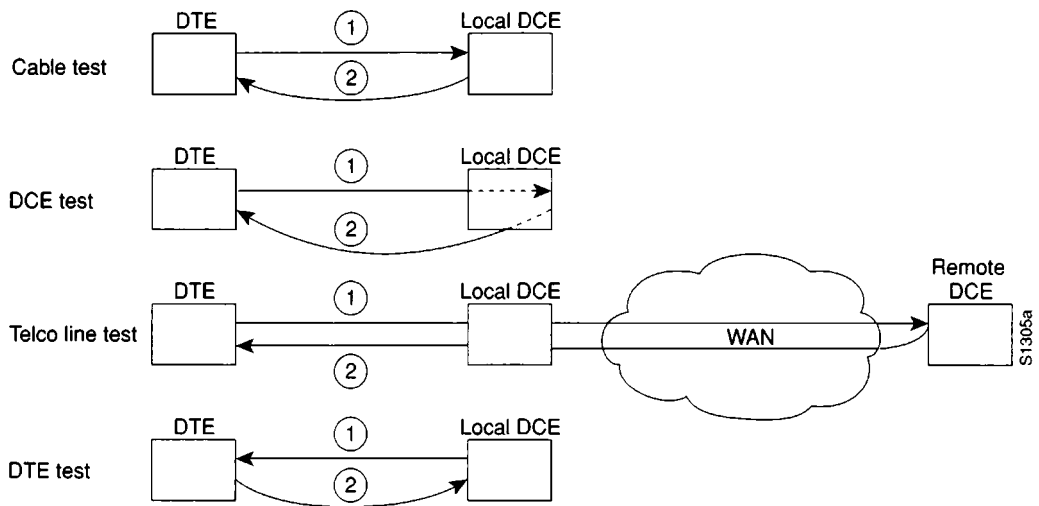 DTE
1
Local DCE
Cable test
2
DTE
1
Local DCE
DCE test
2
DTE
1
Local DCE
Remote
DCE
Telco line test
WAN
2
S1305a
DTE
1
Local DCE
DTE test
2